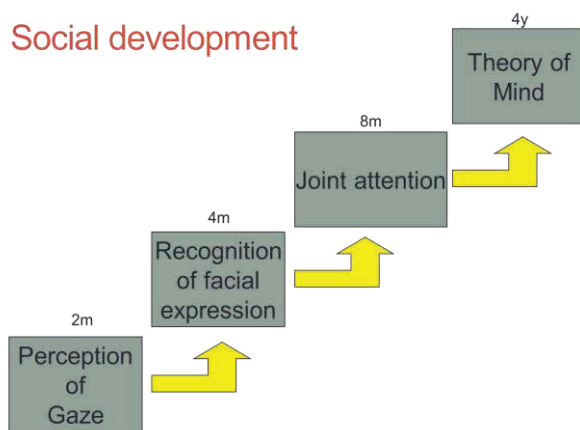 Social development
4y
Theory of
Mind
8m
Joint attention
4m
Recognition
of facial
expression
2m
Perception
of
Gaze